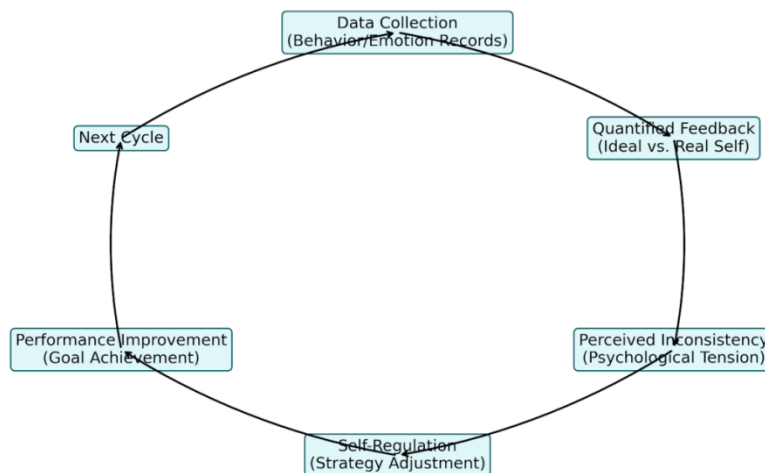 Data Collection
(Behavior/Emotion Records)
Next Cycle
Quantified Feedback
(Ideal vs. Real Self)
Performance Improvement
(Goal Achievement)
Perceived Inconsistency
(Psychological Tension)
Self-Regulation
(Strategy Adjustment)